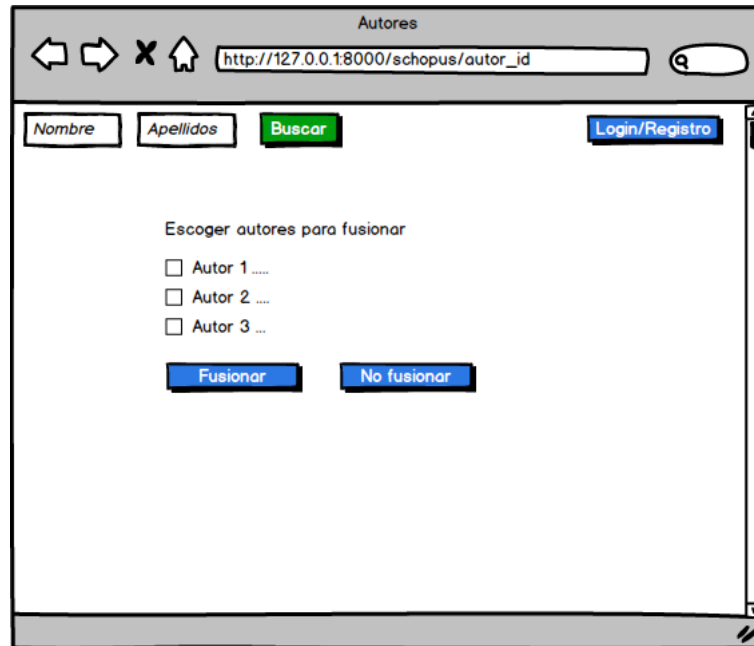 Autores
http://127.0.0.1:8000/schopus/autor_id
Nombre Apellidos Buscar Login/Registro
Escoger autores para fusionar
Autor 1 .....
Autor 2 ....
Autor 3 ...
Fusionar No fusionar